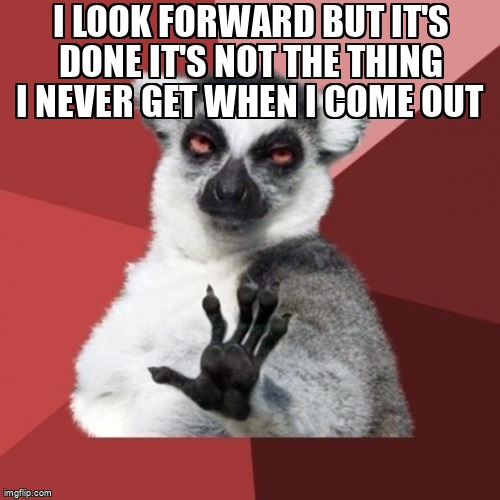 I LOOK FORWARD BUT IT'S
DONE IT'S NOT THE THING
I NEVER GET WHEN I COME OUT
imgflip.com